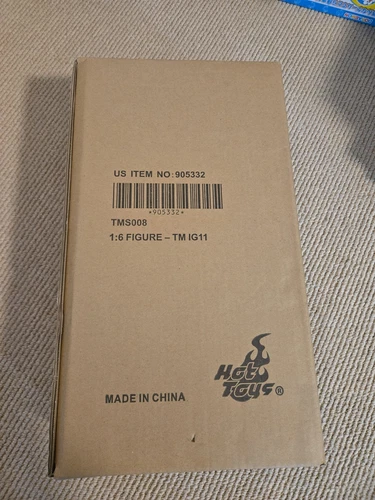 US ITEM NO:905332
*905332*
TMS008
1:6 FIGURE – TM IG11
Hot
Toys®
MADE IN CHINA